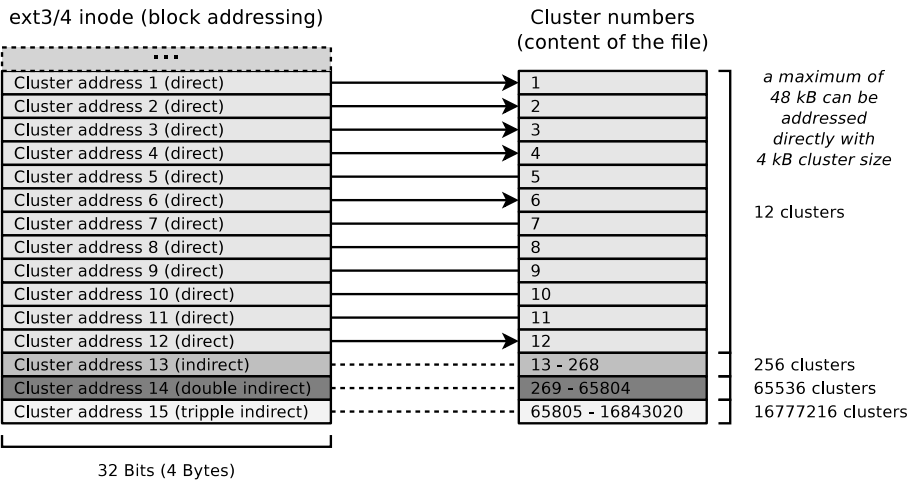 ext3/4 inode (block addressing)
...
Cluster address 1 (direct)
Cluster address 2 (direct)
Cluster address 3 (direct)
Cluster address 4 (direct)
Cluster address 5 (direct)
Cluster address 6 (direct)
Cluster address 7 (direct)
Cluster address 8 (direct)
Cluster address 9 (direct)
Cluster address 10 (direct)
Cluster address 11 (direct)
Cluster address 12 (direct)
Cluster address 13 (indirect)
Cluster address 14 (double indirect)
Cluster address 15 (tripple indirect)
32 Bits (4 Bytes)
Cluster numbers
(content of the file)
1
2
3
4
5
6
7
8
9
10
11
12
13 - 268
269 - 65804
65805 - 16843020
a maximum of
48 kB can be
addressed
directly with
4 kB cluster size
12 clusters
256 clusters
65536 clusters
16777216 clusters